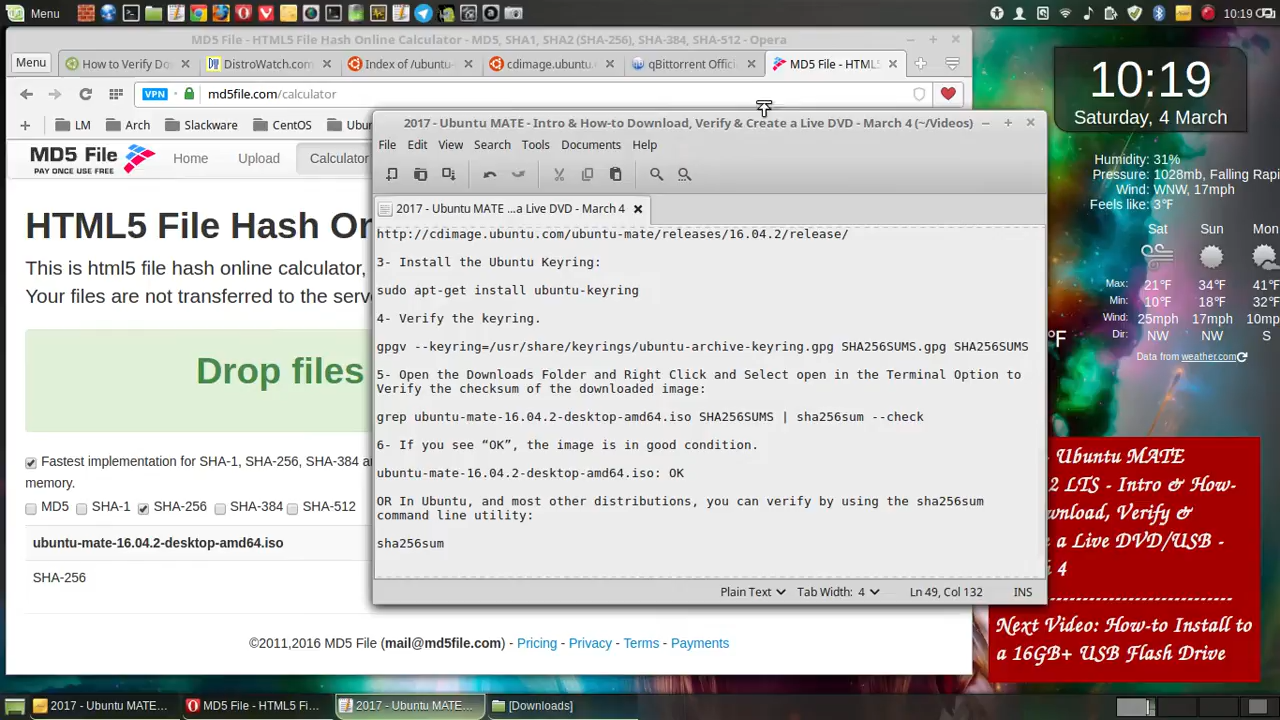 Menu
10:19
MD5 File - HTML5 File Hash Online Calculator - MD5, SHA1, SHA2 (SHA-256), SHA-384, SHA-512 - Opera
Menu
How to Verify Do
DistroWatch.com
Index of /ubuntu-
cdimage.ubuntu.
qBittorrent Offici
MD5 File - HTML5
VPN
md5file.com/calculator
LM
Arch
Slackware
CentOS
Ubu
MD5 File
PAY ONCE USE FREE
Home
Upload
Calculator
HTML5 File Hash On
This is html5 file hash online calculator,
Your files are not transferred to the serve
Drop files
Fastest implementation for SHA-1, SHA-256, SHA-384 a
memory.
MD5 SHA-1 SHA-256 SHA-384 SHA-512
ubuntu-mate-16.04.2-desktop-amd64.iso
SHA-256
©2011,2016 MD5 File (mail@md5file.com) - Pricing - Privacy - Terms - Payments
2017 - Ubuntu MATE - Intro & How-to Download, Verify & Create a Live DVD - March 4 (~/Videos)
File Edit View Search Tools Documents Help
2017 - Ubuntu MATE ...a Live DVD - March 4
http://cdimage.ubuntu.com/ubuntu-mate/releases/16.04.2/release/
3- Install the Ubuntu Keyring:
sudo apt-get install ubuntu-keyring
4- Verify the keyring.
gpgv --keyring=/usr/share/keyrings/ubuntu-archive-keyring.gpg SHA256SUMS.gpg SHA256SUMS
5- Open the Downloads Folder and Right Click and Select open in the Terminal Option to
Verify the checksum of the downloaded image:
grep ubuntu-mate-16.04.2-desktop-amd64.iso SHA256SUMS | sha256sum --check
6- If you see “OK”, the image is in good condition.
ubuntu-mate-16.04.2-desktop-amd64.iso: OK
OR In Ubuntu, and most other distributions, you can verify by using the sha256sum
command line utility:
sha256sum
Plain Text
Tab Width: 4
Ln 49, Col 132
INS
10:19
Saturday, 4 March
Humidity: 31%
Pressure: 1028mb, Falling Rapi
Wind: WNW, 17mph
Feels like: 3°F
Sat Sun Mon
Max: 21°F 34°F 41°F
Min: 10°F 18°F 32°F
Wind: 25mph 17mph 10mp
Dir: NW NW S
°F
Data from weather.com
Ubuntu MATE
2 LTS - Intro & How-
wnload, Verify &
e a Live DVD/USB -
4
Next Video: How-to Install to
a 16GB+ USB Flash Drive
2017 - Ubuntu MATE...
MD5 File - HTML5 Fi...
2017 - Ubuntu MATE ...
[Downloads]